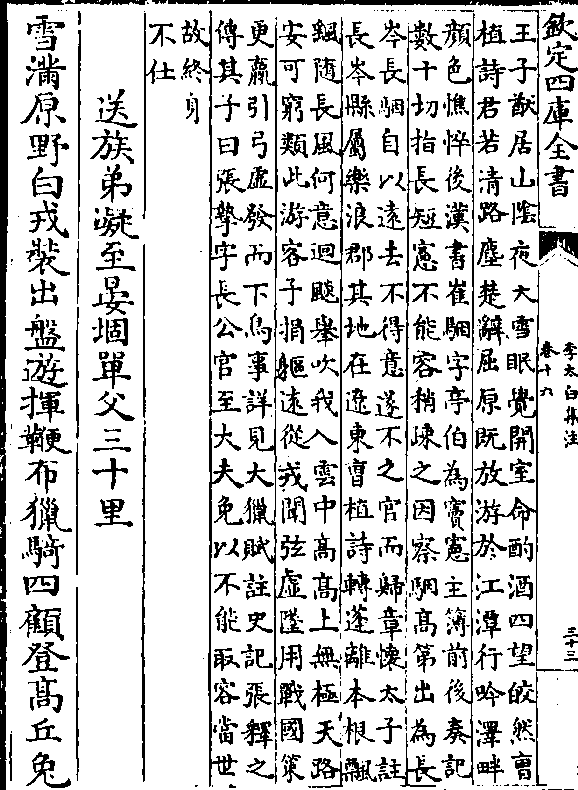 欽定四庫全書
李太白集注
卷十六
三十三
王子猷居山隂夜大雪眠覺開室命酌酒四望皎然曹
植詩君若清路塵楚辭屈原既放游於江潭行吟澤畔
顔色憔悴後漢書崔駰字亭伯為竇憲主簿前後奏記
數十切指長短憲不能容稍疎之因察駰髙第出為長
岑長駰自以逺去不得意遂不之官而歸章懷太子註
長岑縣屬樂浪郡其地在遼東曹植詩轉蓬離本根飄
飖随長風何意迴飇舉吹我入雲中髙髙上無極天路
安可窮類此游客子捐軀逺從戎聞弦虚墜用戰國策
更羸引弓虚發而下鳥事詳見大獵賦註史記張釋之
傳其子曰張摯字長公官至大夫免以不能取容當世
故終身
不仕
送族弟凝至晏堌單父三十里
雪滿原野白戎裝出盤遊揮鞭布獵騎四顧登髙丘兔